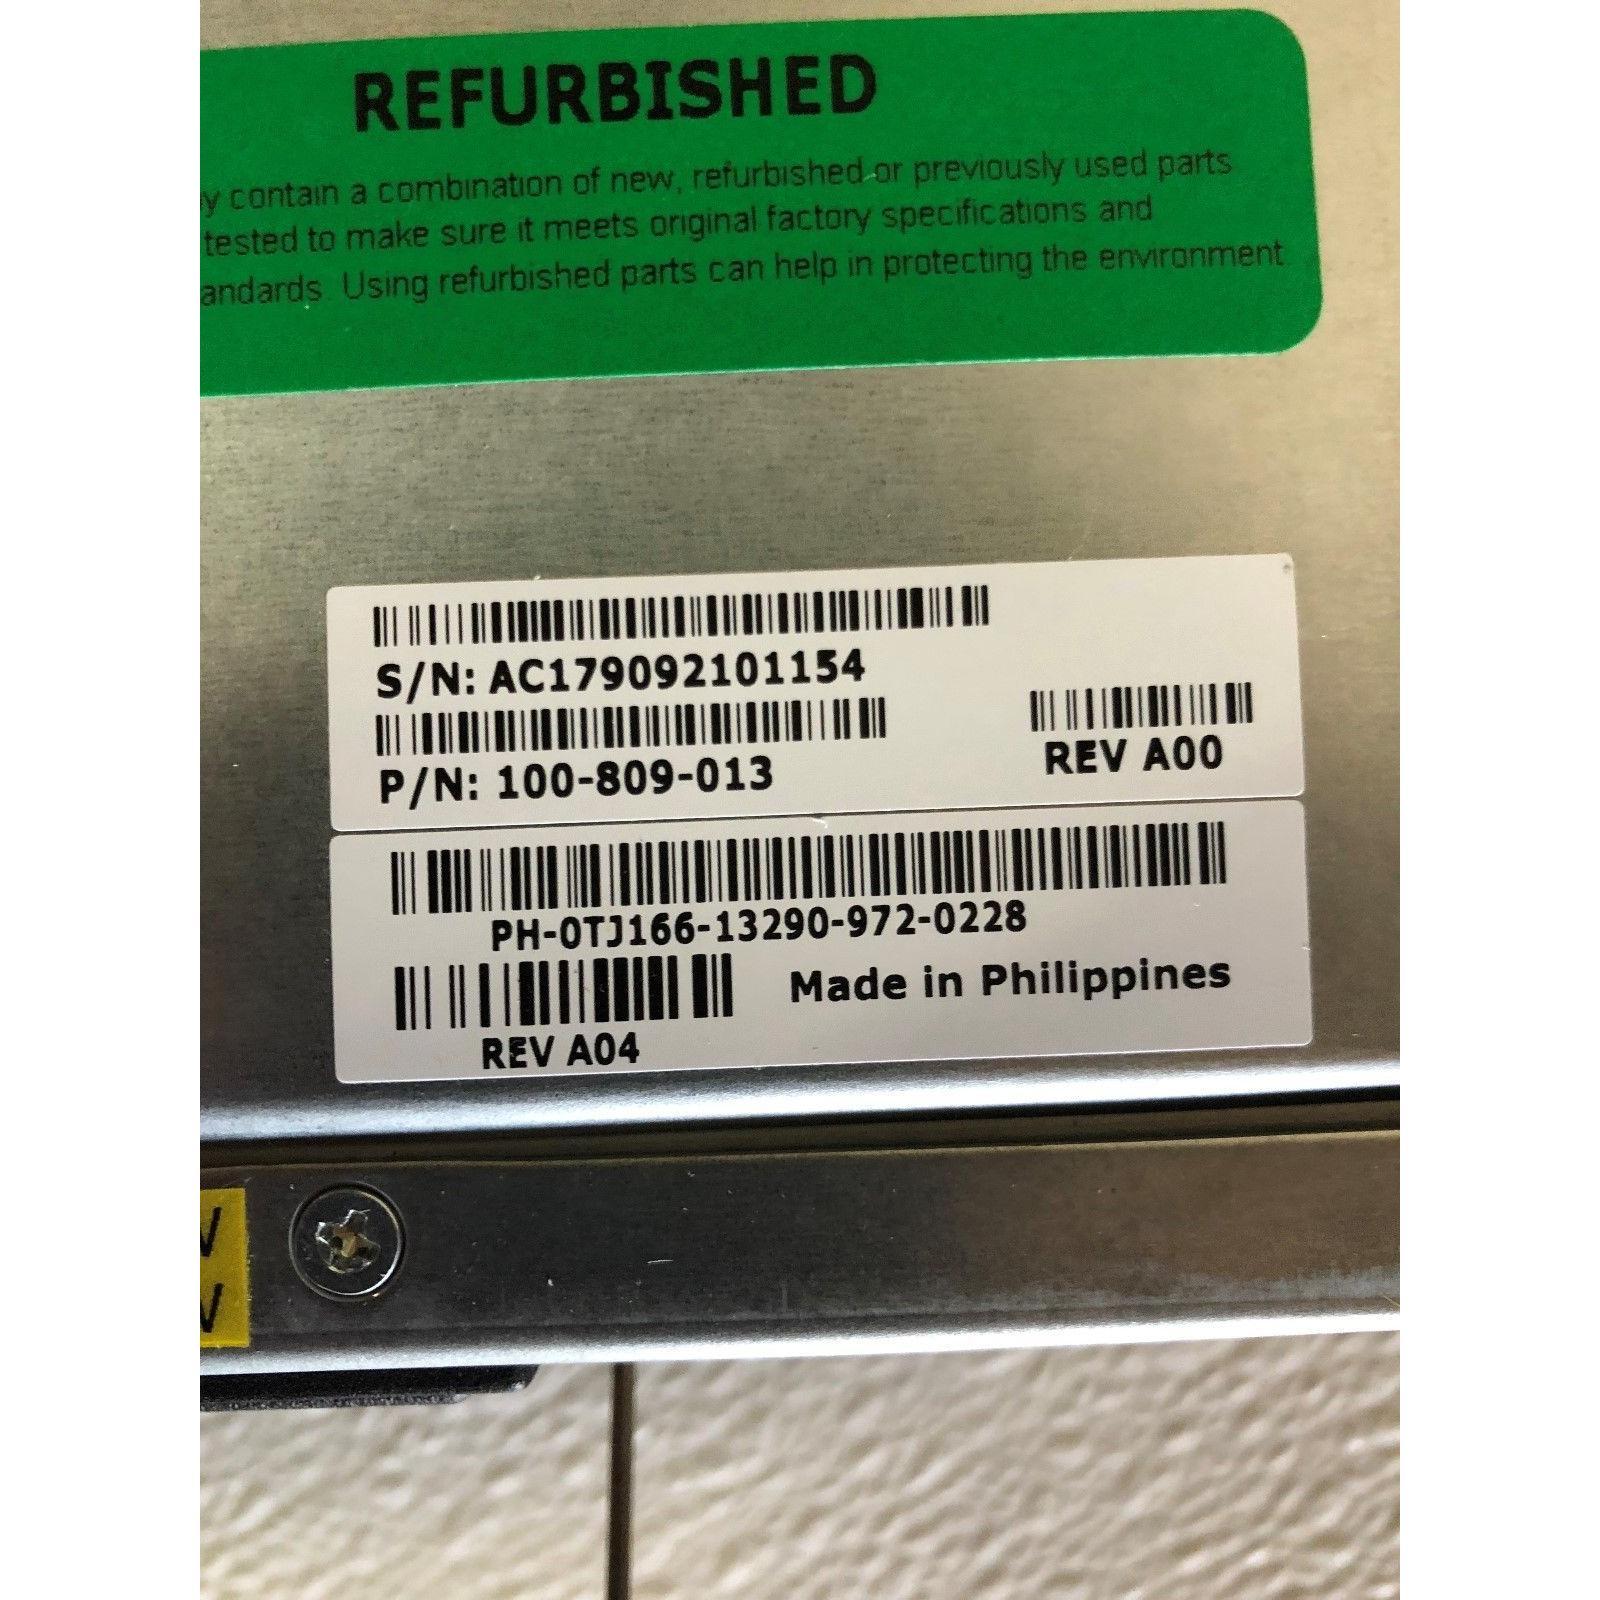 REFURBISHED
contain a combination of new, refurbished or previously used parts
tested to make sure it meets original factory specifications and
Using refurbished parts can help in protecting the environment
S/N: AC179092101154
P/N: 100-809-013
REV A00
PH-0TJ166-13290-972-0228
Made in Philippines
REV A04